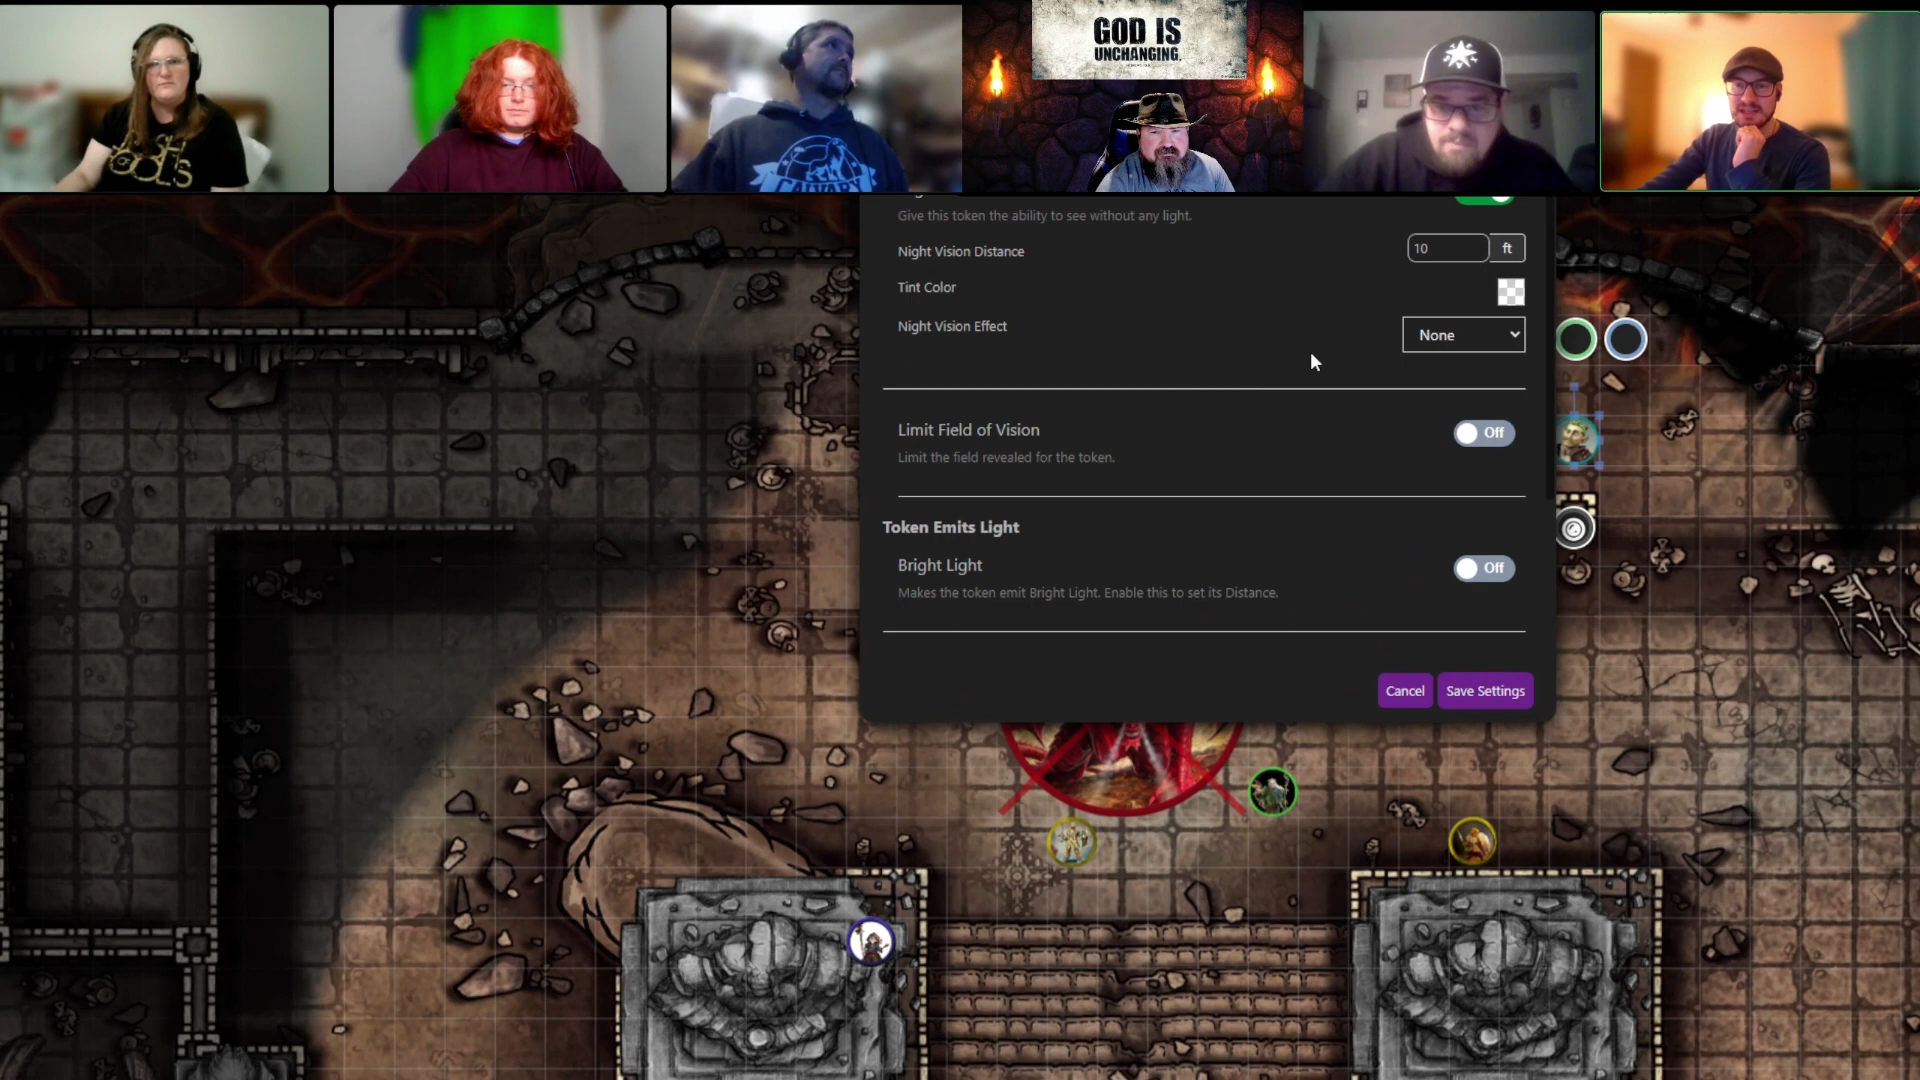 GOD IS
UNCHANGING.
CALVARY
Give this token the ability to see without any light.
Night Vision Distance
10
ft
Tint Color
Night Vision Effect
None
Limit Field of Vision
Off
Limit the field revealed for the token.
Token Emits Light
Bright Light
Off
Makes the token emit Bright Light. Enable this to set its Distance.
Cancel
Save Settings